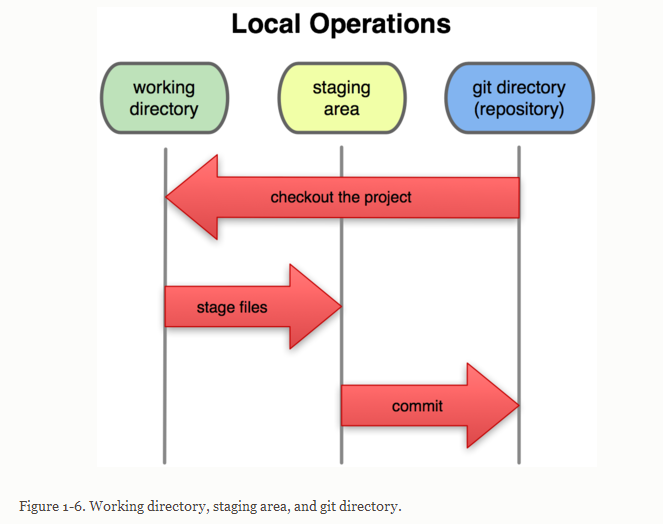 Local Operations
working
directory
staging
area
git directory
(repository)
checkout the project
stage files
commit
Figure 1-6. Working directory, staging area, and git directory.